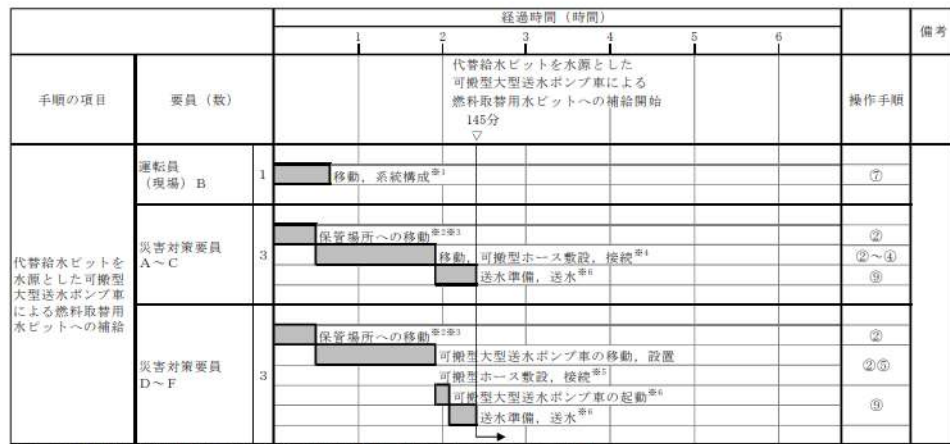 経過時間（時間）
備考
1 2 3 4 5 6
手順の項目
要員（数）
代替給水ピットを水源とした
可搬型大型送水ポンプ車による
燃料取替用水ピットへの補給開始
145分
▽
操作手順
代替給水ピットを
水源とした可搬型
大型送水ポンプ車
による燃料取替用
水ピットへの補給
運転員
（現場）B
1
移動，系統構成※1
⑦
災害対策要員
A～C
3
保管場所への移動※2※3
②
移動，可搬型ホース敷設，接続※4
②～④
送水準備，送水※6
⑨
災害対策要員
D～F
3
保管場所への移動※2※3
②
可搬型大型送水ポンプ車の移動，設置
可搬型ホース敷設，接続※5
②⑤
可搬型大型送水ポンプ車の起動※6
送水準備，送水※6
⑨